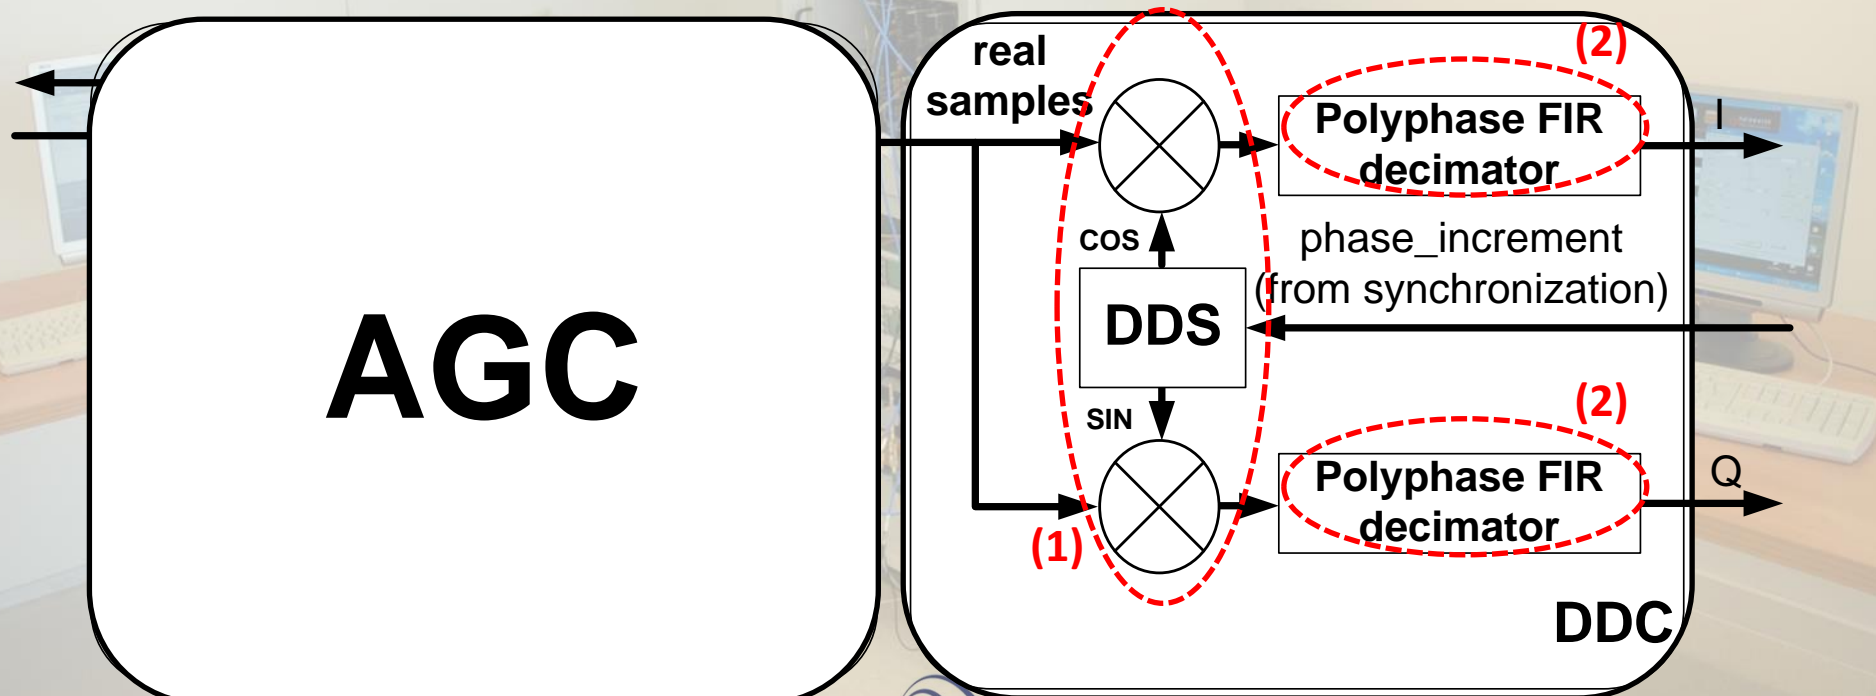 AGC
real
samples
(2)
Polyphase FIR
decimator
I
COS
phase_increment
(from synchronization)
DDS
SIN
(2)
Polyphase FIR
decimator
Q
(1)
DDC